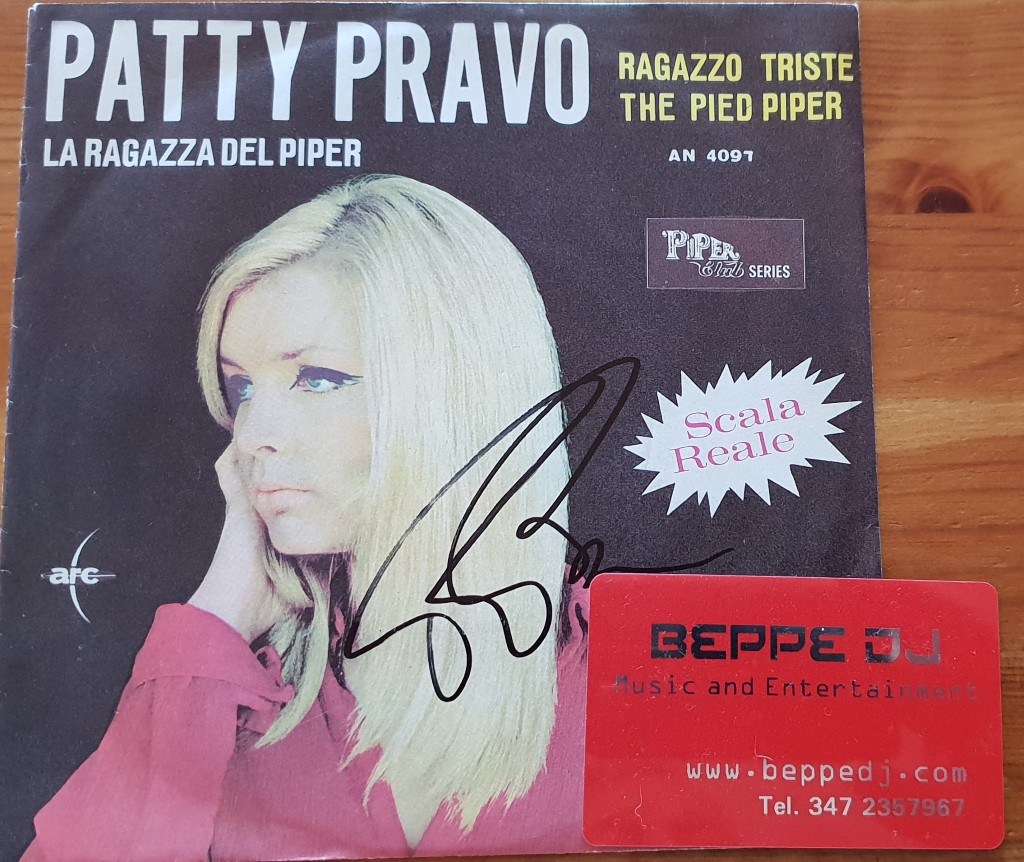 PATTY PRAVO
RAGAZZO TRISTE
THE PIED PIPER
LA RAGAZZA DEL PIPER
AN 4097
PIPER
Club SERIES
Scala
Reale
arc
BEPPE DJ
Music and Entertainment
www.beppedj.com
Tel. 347 2357967